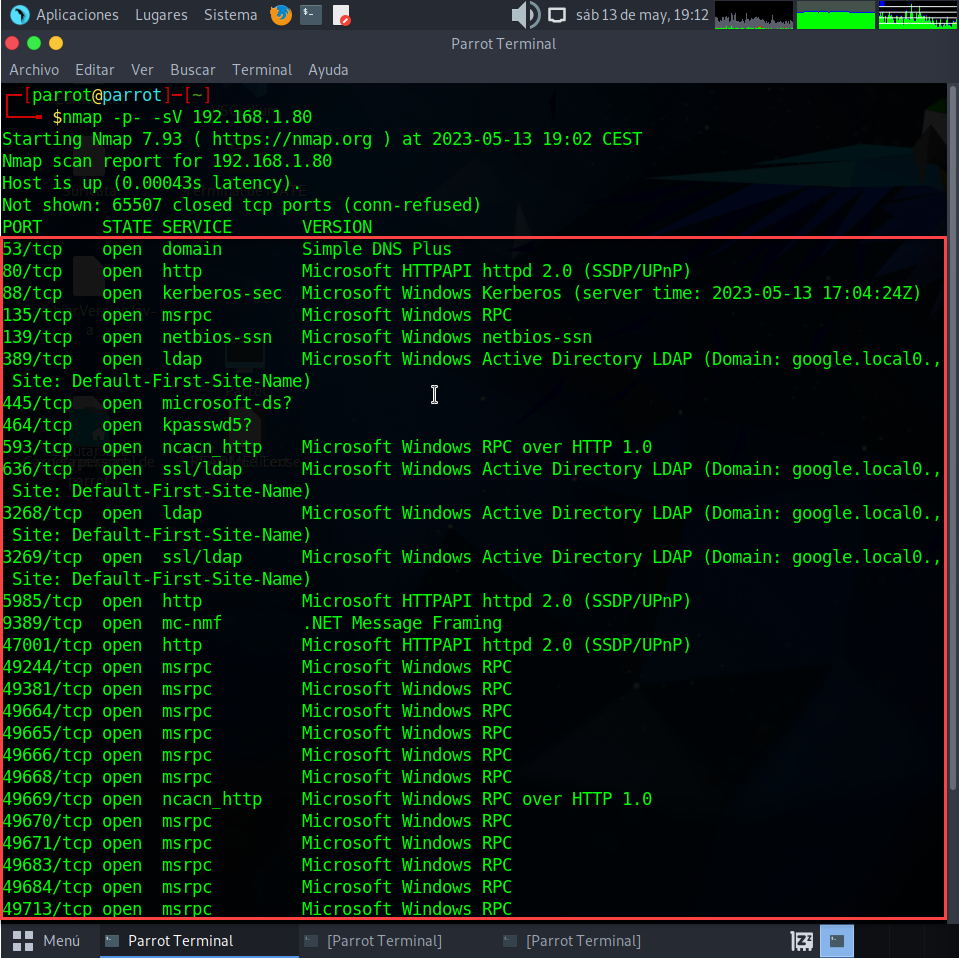 Aplicaciones Lugares Sistema sáb 13 de may, 19:12
Parrot Terminal
Archivo Editar Ver Buscar Terminal Ayuda
┌─[parrot@parrot]─[~]
└──╼ $nmap -p- -sV 192.168.1.80
Starting Nmap 7.93 ( https://nmap.org ) at 2023-05-13 19:02 CEST
Nmap scan report for 192.168.1.80
Host is up (0.00043s latency).
Not shown: 65507 closed tcp ports (conn-refused)
PORT      STATE SERVICE       VERSION
53/tcp    open  domain        Simple DNS Plus
80/tcp    open  http          Microsoft HTTPAPI httpd 2.0 (SSDP/UPnP)
88/tcp    open  kerberos-sec  Microsoft Windows Kerberos (server time: 2023-05-13 17:04:24Z)
135/tcp   open  msrpc         Microsoft Windows RPC
139/tcp   open  netbios-ssn   Microsoft Windows netbios-ssn
389/tcp   open  ldap          Microsoft Windows Active Directory LDAP (Domain: google.local0.,
 Site: Default-First-Site-Name)
445/tcp   open  microsoft-ds?
464/tcp   open  kpasswd5?
593/tcp   open  ncacn_http    Microsoft Windows RPC over HTTP 1.0
636/tcp   open  ssl/ldap      Microsoft Windows Active Directory LDAP (Domain: google.local0.,
 Site: Default-First-Site-Name)
3268/tcp  open  ldap          Microsoft Windows Active Directory LDAP (Domain: google.local0.,
 Site: Default-First-Site-Name)
3269/tcp  open  ssl/ldap      Microsoft Windows Active Directory LDAP (Domain: google.local0.,
 Site: Default-First-Site-Name)
5985/tcp  open  http          Microsoft HTTPAPI httpd 2.0 (SSDP/UPnP)
9389/tcp  open  mc-nmf        .NET Message Framing
47001/tcp open  http          Microsoft HTTPAPI httpd 2.0 (SSDP/UPnP)
49244/tcp open  msrpc         Microsoft Windows RPC
49381/tcp open  msrpc         Microsoft Windows RPC
49664/tcp open  msrpc         Microsoft Windows RPC
49665/tcp open  msrpc         Microsoft Windows RPC
49666/tcp open  msrpc         Microsoft Windows RPC
49668/tcp open  msrpc         Microsoft Windows RPC
49669/tcp open  ncacn_http    Microsoft Windows RPC over HTTP 1.0
49670/tcp open  msrpc         Microsoft Windows RPC
49671/tcp open  msrpc         Microsoft Windows RPC
49683/tcp open  msrpc         Microsoft Windows RPC
49684/tcp open  msrpc         Microsoft Windows RPC
49713/tcp open  msrpc         Microsoft Windows RPC
Menú Parrot Terminal [Parrot Terminal] [Parrot Terminal]